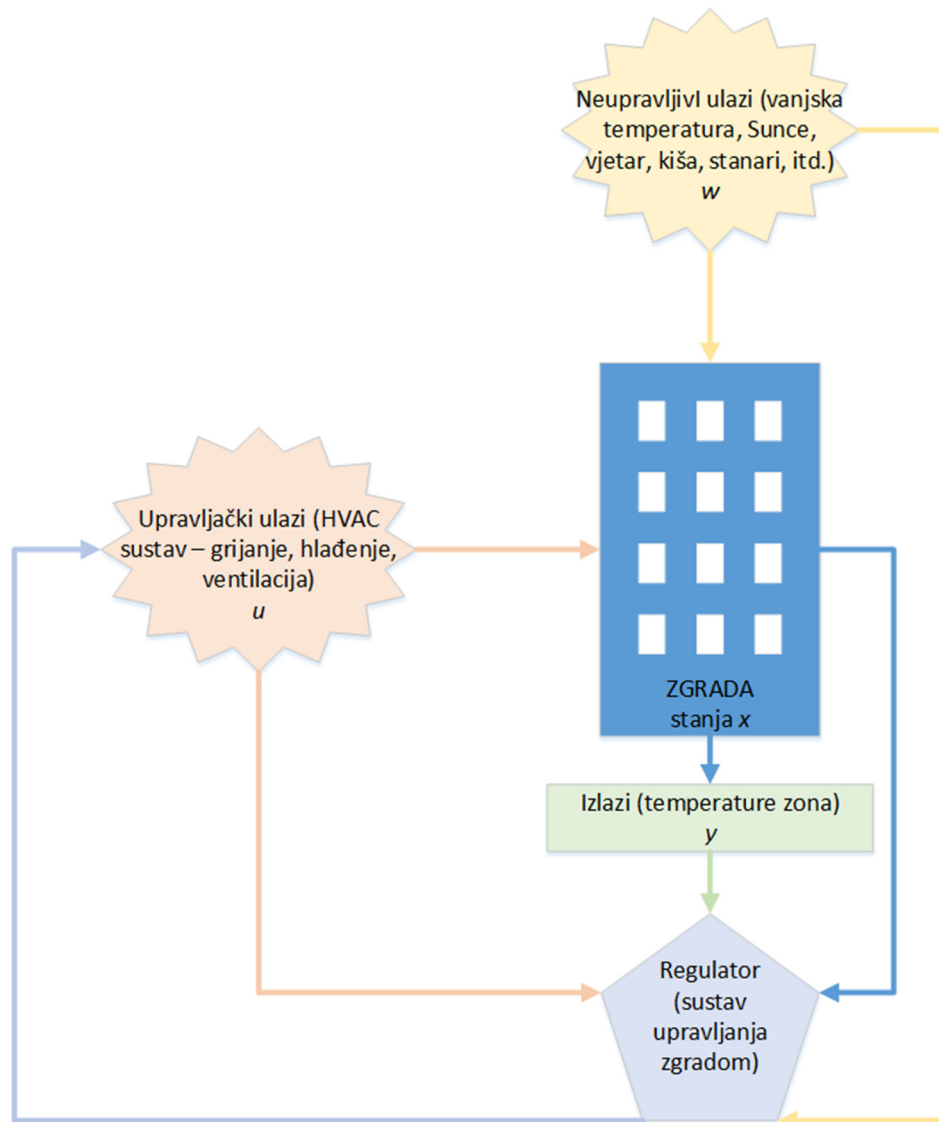 NeupravljivI ulazi (vanjska
temperatura, Sunce,
vjetar, kiša, stanari, itd.)
w
Upravljački ulazi (HVAC
sustav – grijanje, hlađenje,
ventilacija)
u
ZGRADA
stanja x
Izlazi (temperature zona)
y
Regulator
(sustav
upravljanja
zgradom)